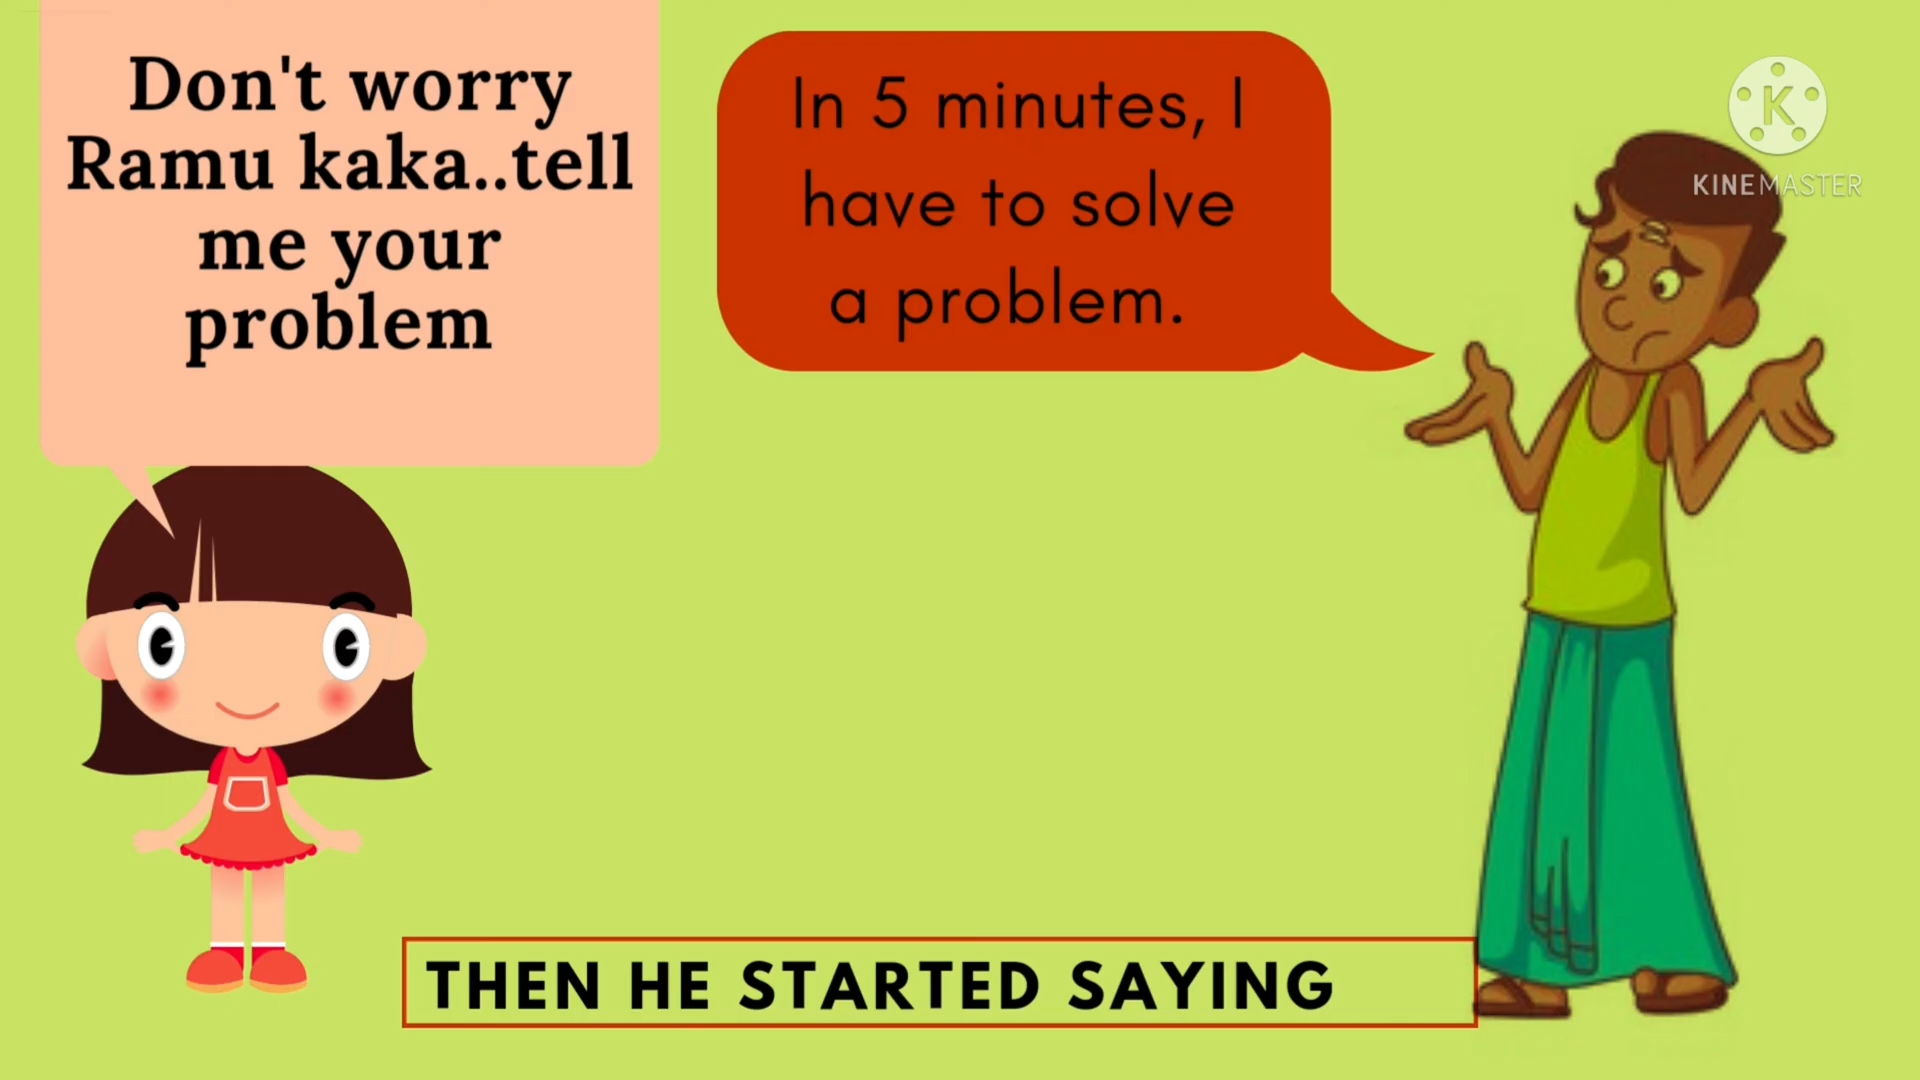 Don't worry
Ramu kaka..tell
me your
problem
In 5 minutes, I
have to solve
a problem.
K
KINEMASTER
THEN HE STARTED SAYING